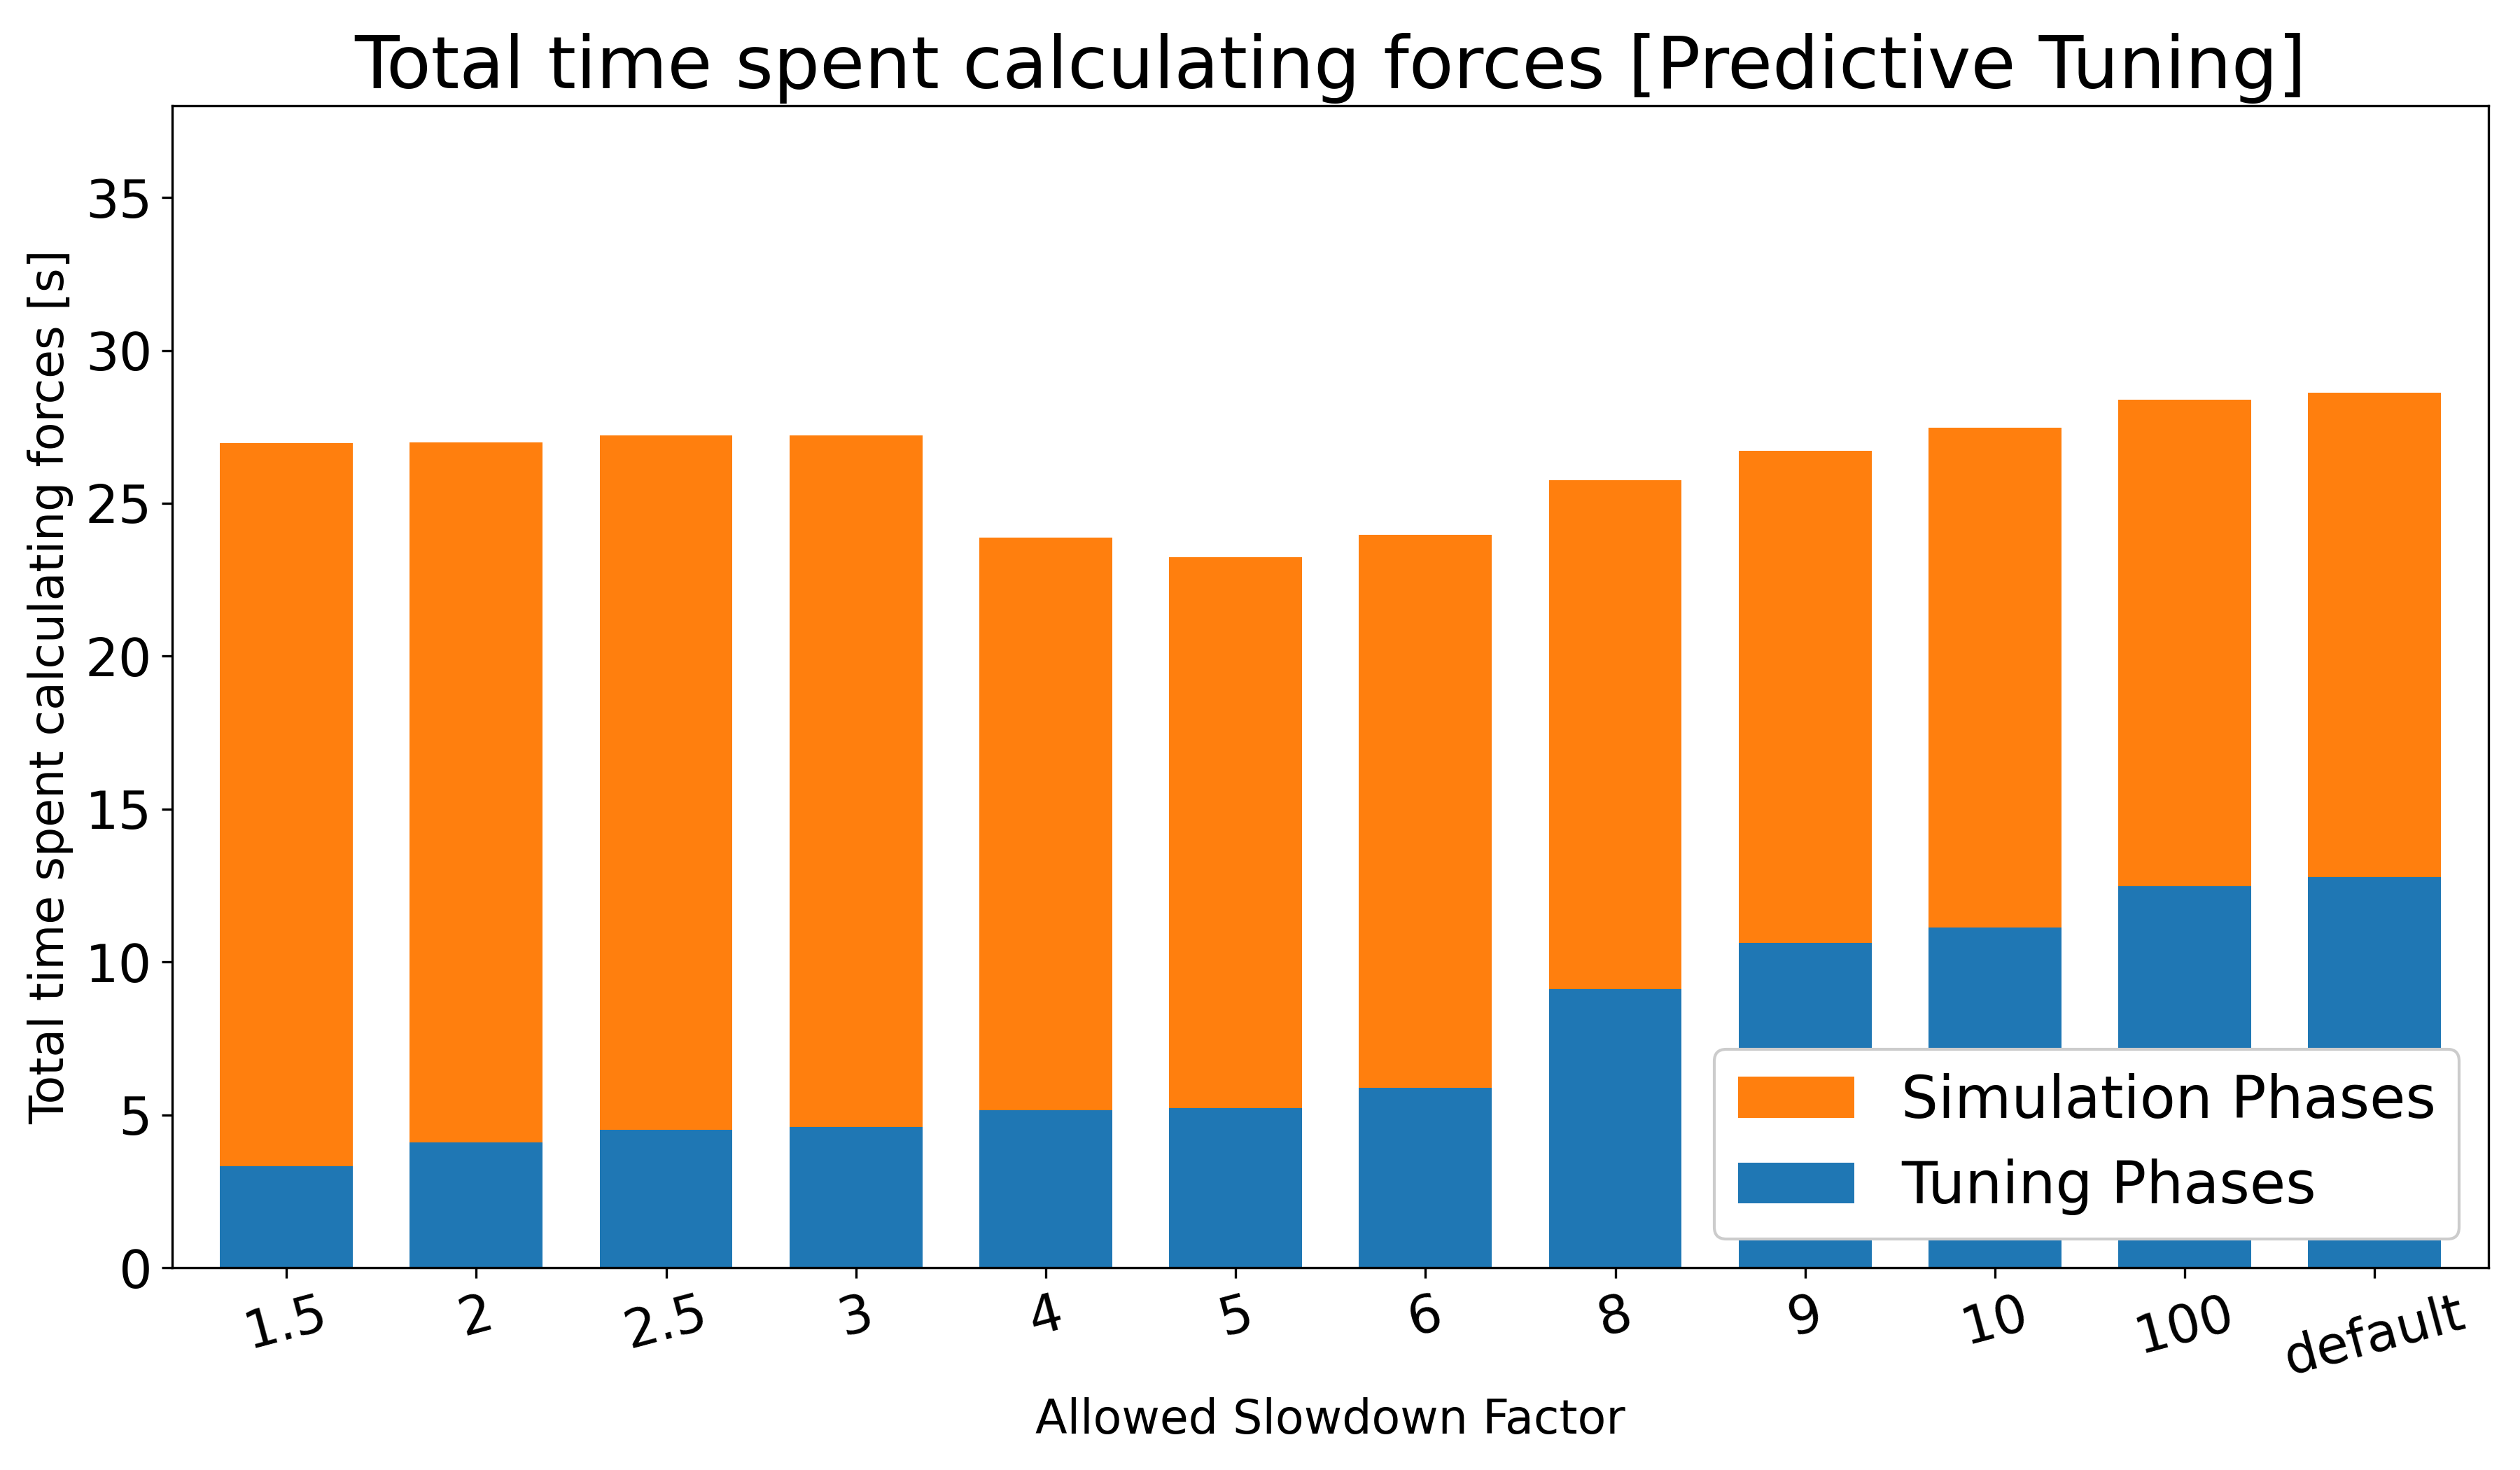 Total time spent calculating forces [Predictive Tuning]
Total time spent calculating forces [s]
35
30
25
20
15
10
5
0
Simulation Phases
Tuning Phases
1.5 2 2.5 3 4 5 6 8 9 10 100 default
Allowed Slowdown Factor